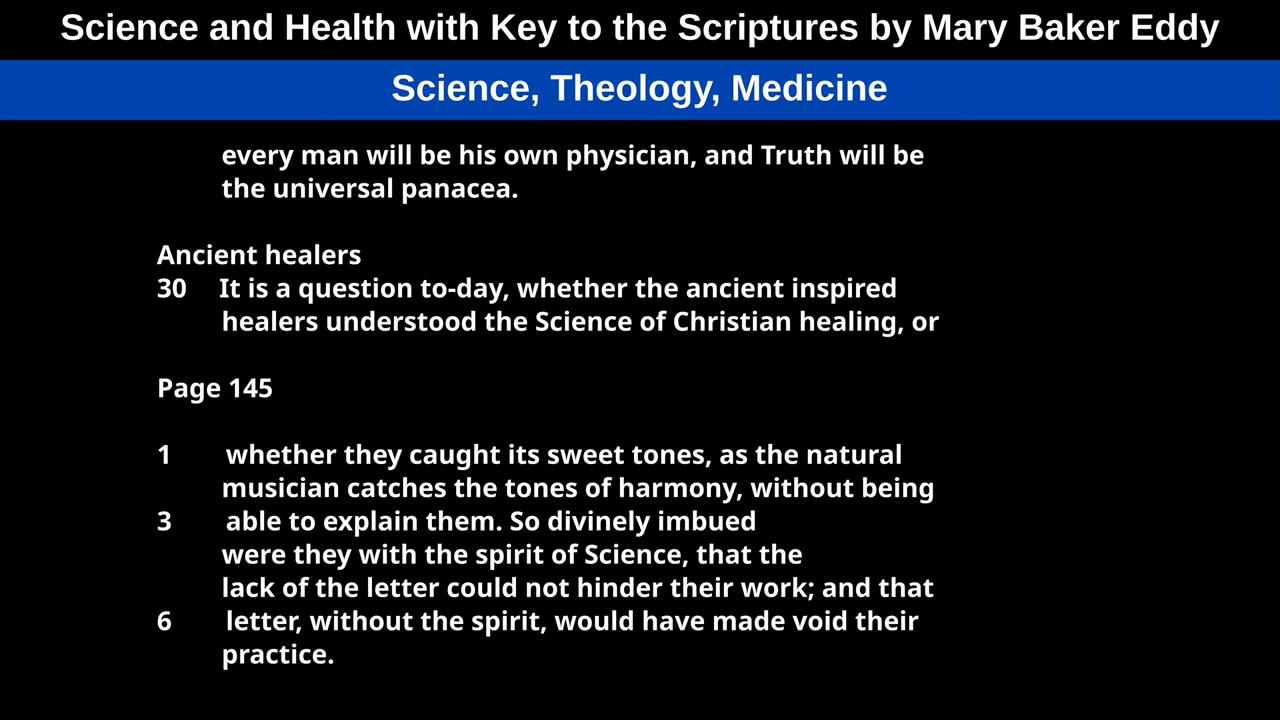 Science and Health with Key to the Scriptures by Mary Baker Eddy
Science, Theology, Medicine
every man will be his own physician, and Truth will be
the universal panacea.
Ancient healers
30 It is a question to-day, whether the ancient inspired
healers understood the Science of Christian healing, or
Page 145
1 whether they caught its sweet tones, as the natural
musician catches the tones of harmony, without being
3 able to explain them. So divinely imbued
were they with the spirit of Science, that the
lack of the letter could not hinder their work; and that
6 letter, without the spirit, would have made void their
practice.